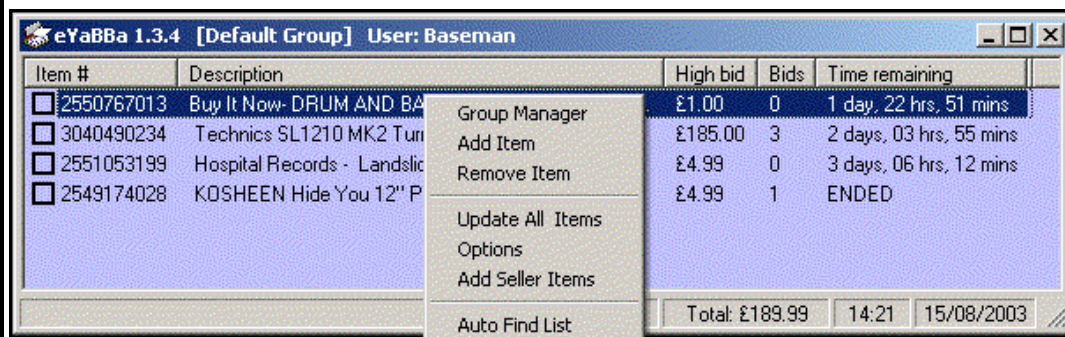 eYaBBa 1.3.4 [Default Group] User: Baseman
Item # Description High bid Bids Time remaining
2550767013 Buy It Now- DRUM AND BA ... £1.00 0 1 day, 22 hrs, 51 mins
3040490234 Technics SL1210 MK2 Tur £185.00 3 2 days, 03 hrs, 55 mins
2551053199 Hospital Records - Landslid £4.99 0 3 days, 06 hrs, 12 mins
2549174028 KOSHEEN Hide You 12" P £4.99 1 ENDED
Group Manager
Add Item
Remove Item
Update All Items
Options
Add Seller Items
Auto Find List
Total: £189.99 14:21 15/08/2003